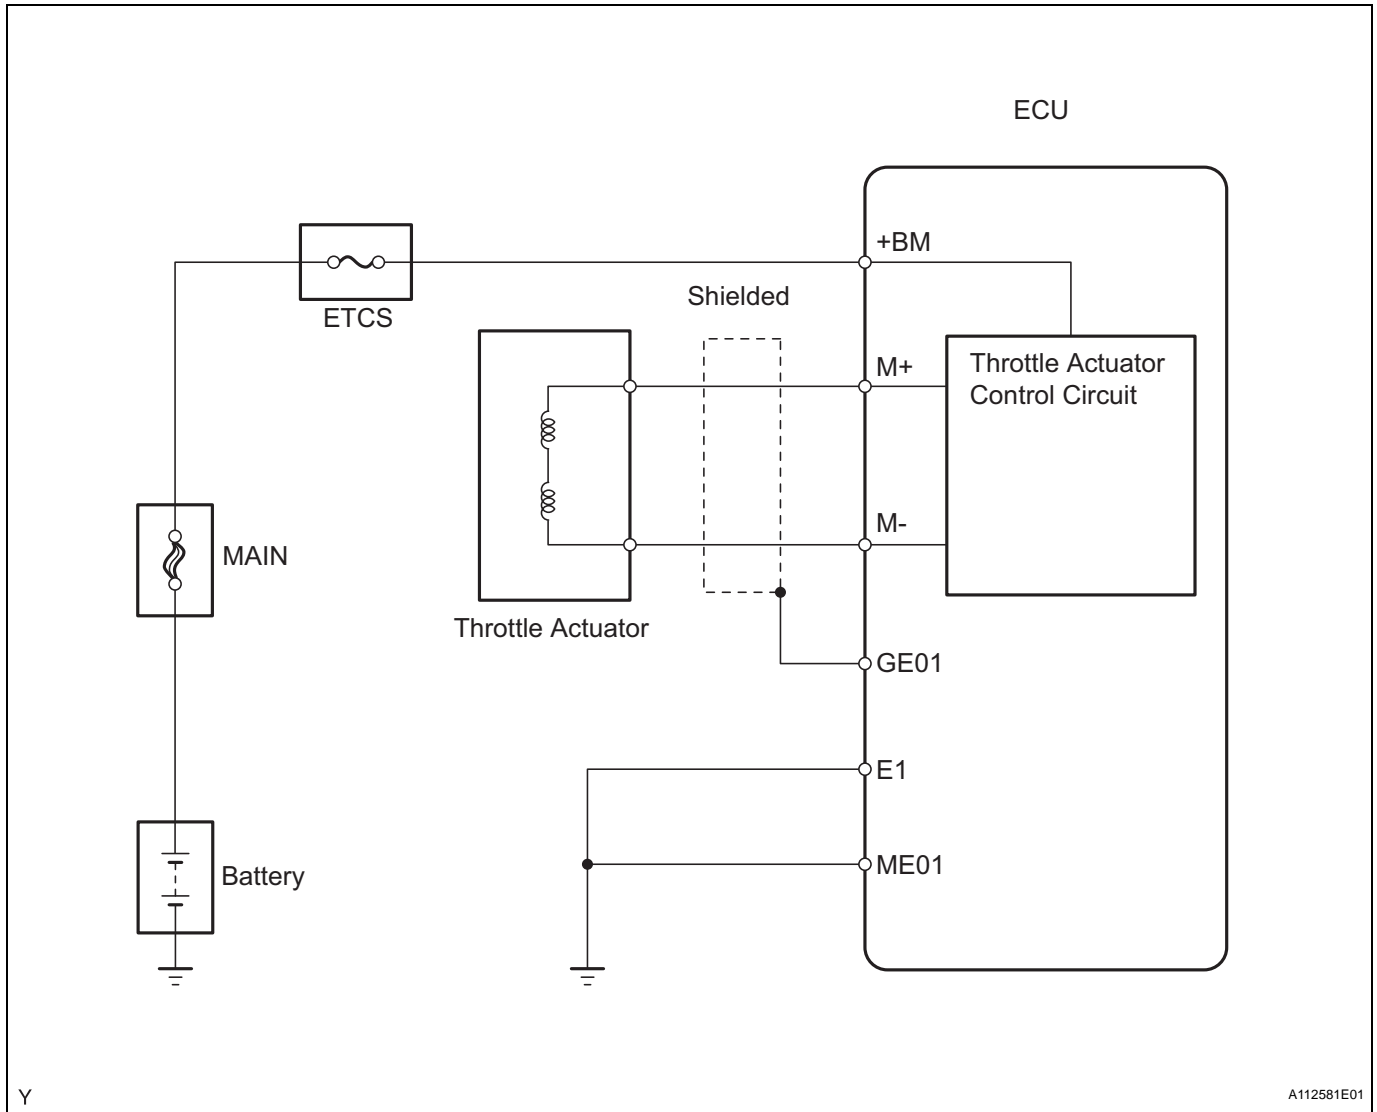 ECU
+BM
ETCS
Shielded
M+
Throttle Actuator
Control Circuit
M-
MAIN
Throttle Actuator
GE01
E1
ME01
Battery
Y
A112581E01